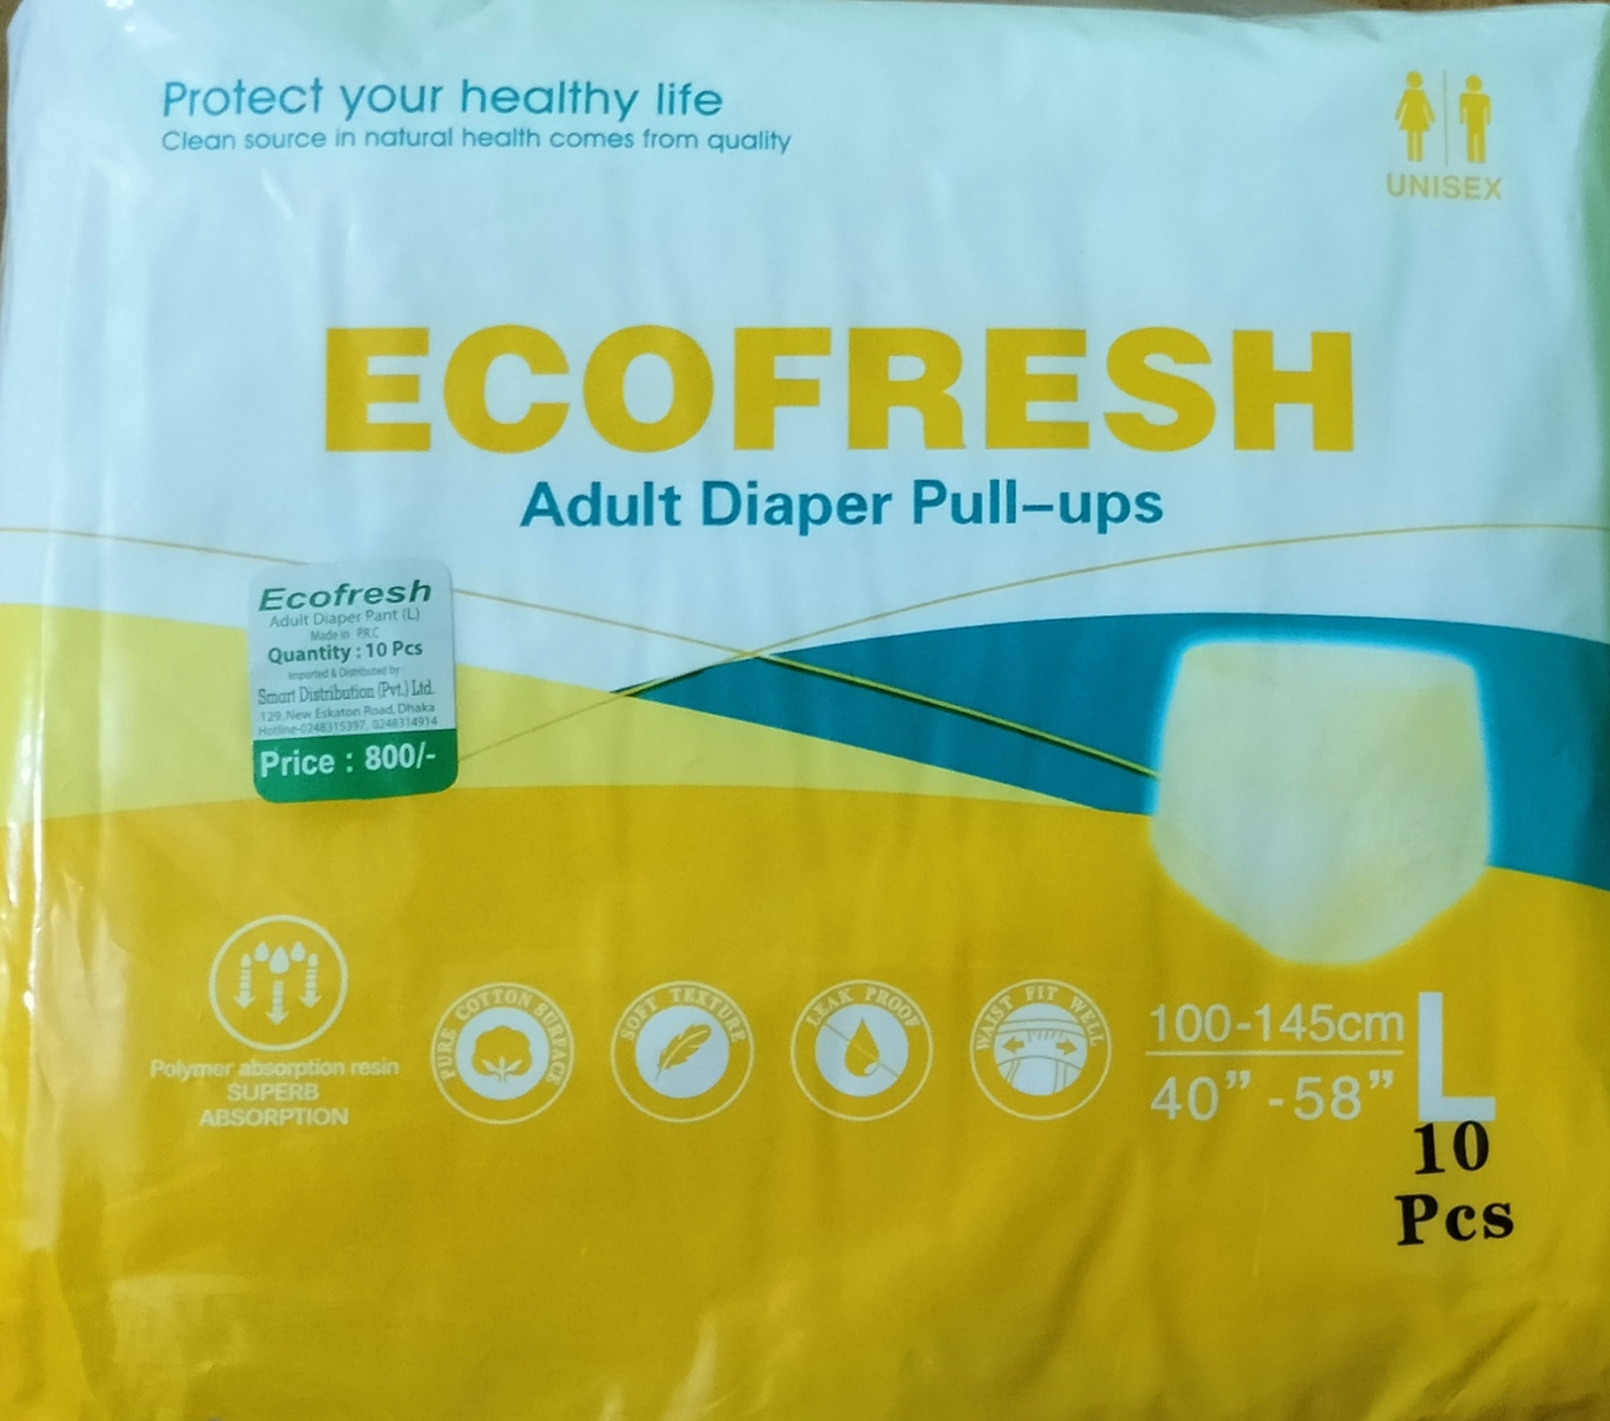 Protect your healthy life
Clean source in natural health comes from quality
UNISEX
ECOFRESH
Adult Diaper Pull-ups
Ecofresh
Adult Diaper Pant (L)
Made in P.R.C
Quantity : 10 Pcs
Imported & Distributed by :
Smart Distribution (Pvt.) Ltd.
129, New Eskaton Road, Dhaka
Hotline-0248315397, 0248314914
Price : 800/-
Polymer absorption resin
SUPERB
ABSORPTION
PURE COTTON SURFACE
SOFT TEXTURE
LEAK PROOF
WAIST FIT WELL
100-145cm
40” -58”
L
10
Pcs